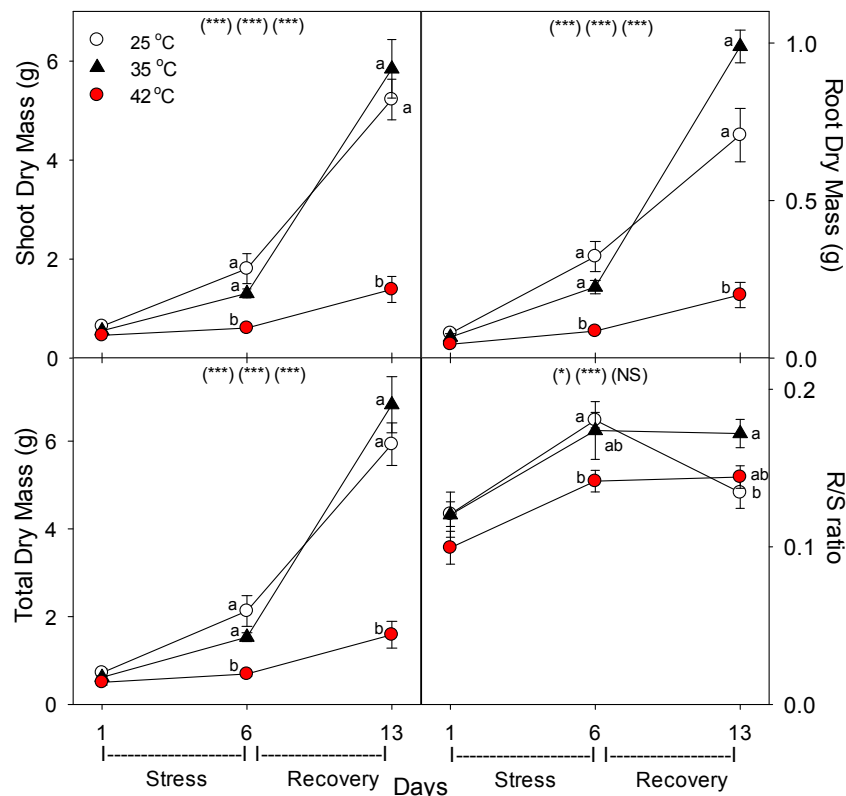 (***) (***) (***)
25 °C
35 °C
42 °C
Shoot Dry Mass (g)
6
4
2
0
a
a
a
a
b
b
(***) (***) (***)
Root Dry Mass (g)
1.0
0.5
0.0
a
a
a
a
b
b
(***) (***) (***)
Total Dry Mass (g)
6
4
2
0
a
a
a
a
b
b
(*) (***) (NS)
R/S ratio
0.2
0.1
0.0
a
ab
b
a
ab
b
1 6 13
1 6 13
|---------------------| |-------------------|
|---------------------| |-------------------|
Stress Recovery
Days
Stress Recovery